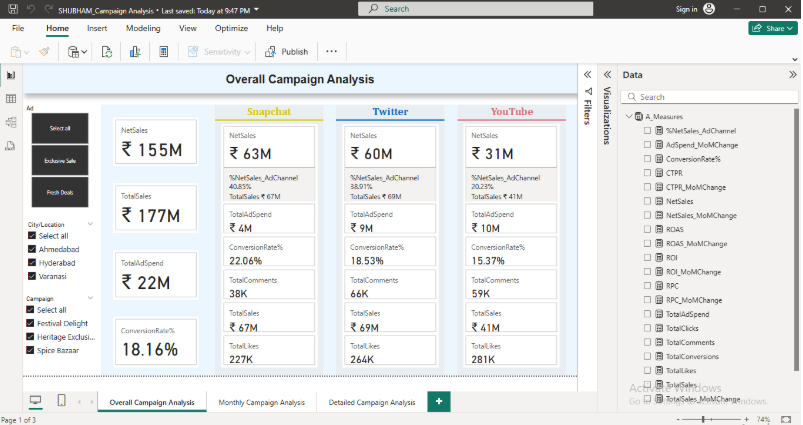 SHUBHAM_Campaign Analysis • Last saved: Today at 9:47 PM
Search
Sign in
File
Home
Insert
Modeling
View
Optimize
Help
Share
Sensitivity
Publish
Overall Campaign Analysis
Ad
Select all
Exclusive Sale
Fresh Deals
City/Location
Select all
Ahmedabad
Hyderabad
Varanasi
Campaign
Select all
Festival Delight
Heritage Exclusi...
Spice Bazaar
NetSales
₹ 155M
TotalSales
₹ 177M
TotalAdSpend
₹ 22M
ConversionRate%
18.16%
Snapchat
NetSales
₹ 63M
%NetSales_AdChannel
40.85%
TotalSales ₹ 67M
TotalAdSpend
₹ 4M
ConversionRate%
22.06%
TotalComments
38K
TotalSales
₹ 67M
TotalLikes
227K
Twitter
NetSales
₹ 60M
%NetSales_AdChannel
38.91%
TotalSales ₹ 69M
TotalAdSpend
₹ 9M
ConversionRate%
18.53%
TotalComments
66K
TotalSales
₹ 69M
TotalLikes
264K
YouTube
NetSales
₹ 31M
%NetSales_AdChannel
20.23%
TotalSales ₹ 41M
TotalAdSpend
₹ 10M
ConversionRate%
15.37%
TotalComments
59K
TotalSales
₹ 41M
TotalLikes
281K
Filters
Visualizations
Data
Search
A_Measures
%NetSales_AdChannel
AdSpend_MoMChange
ConversionRate%
CTPR
CTPR_MoMChange
NetSales
NetSales_MoMChange
ROAS
ROAS_MoMChange
ROI
ROI_MoMChange
RPC
RPC_MoMChange
TotalAdSpend
TotalClicks
TotalComments
TotalConversions
TotalLikes
TotalSales
TotalSales_MoMChange
Activate Windows
Overall Campaign Analysis
Monthly Campaign Analysis
Detailed Campaign Analysis
Page 1 of 3
74%